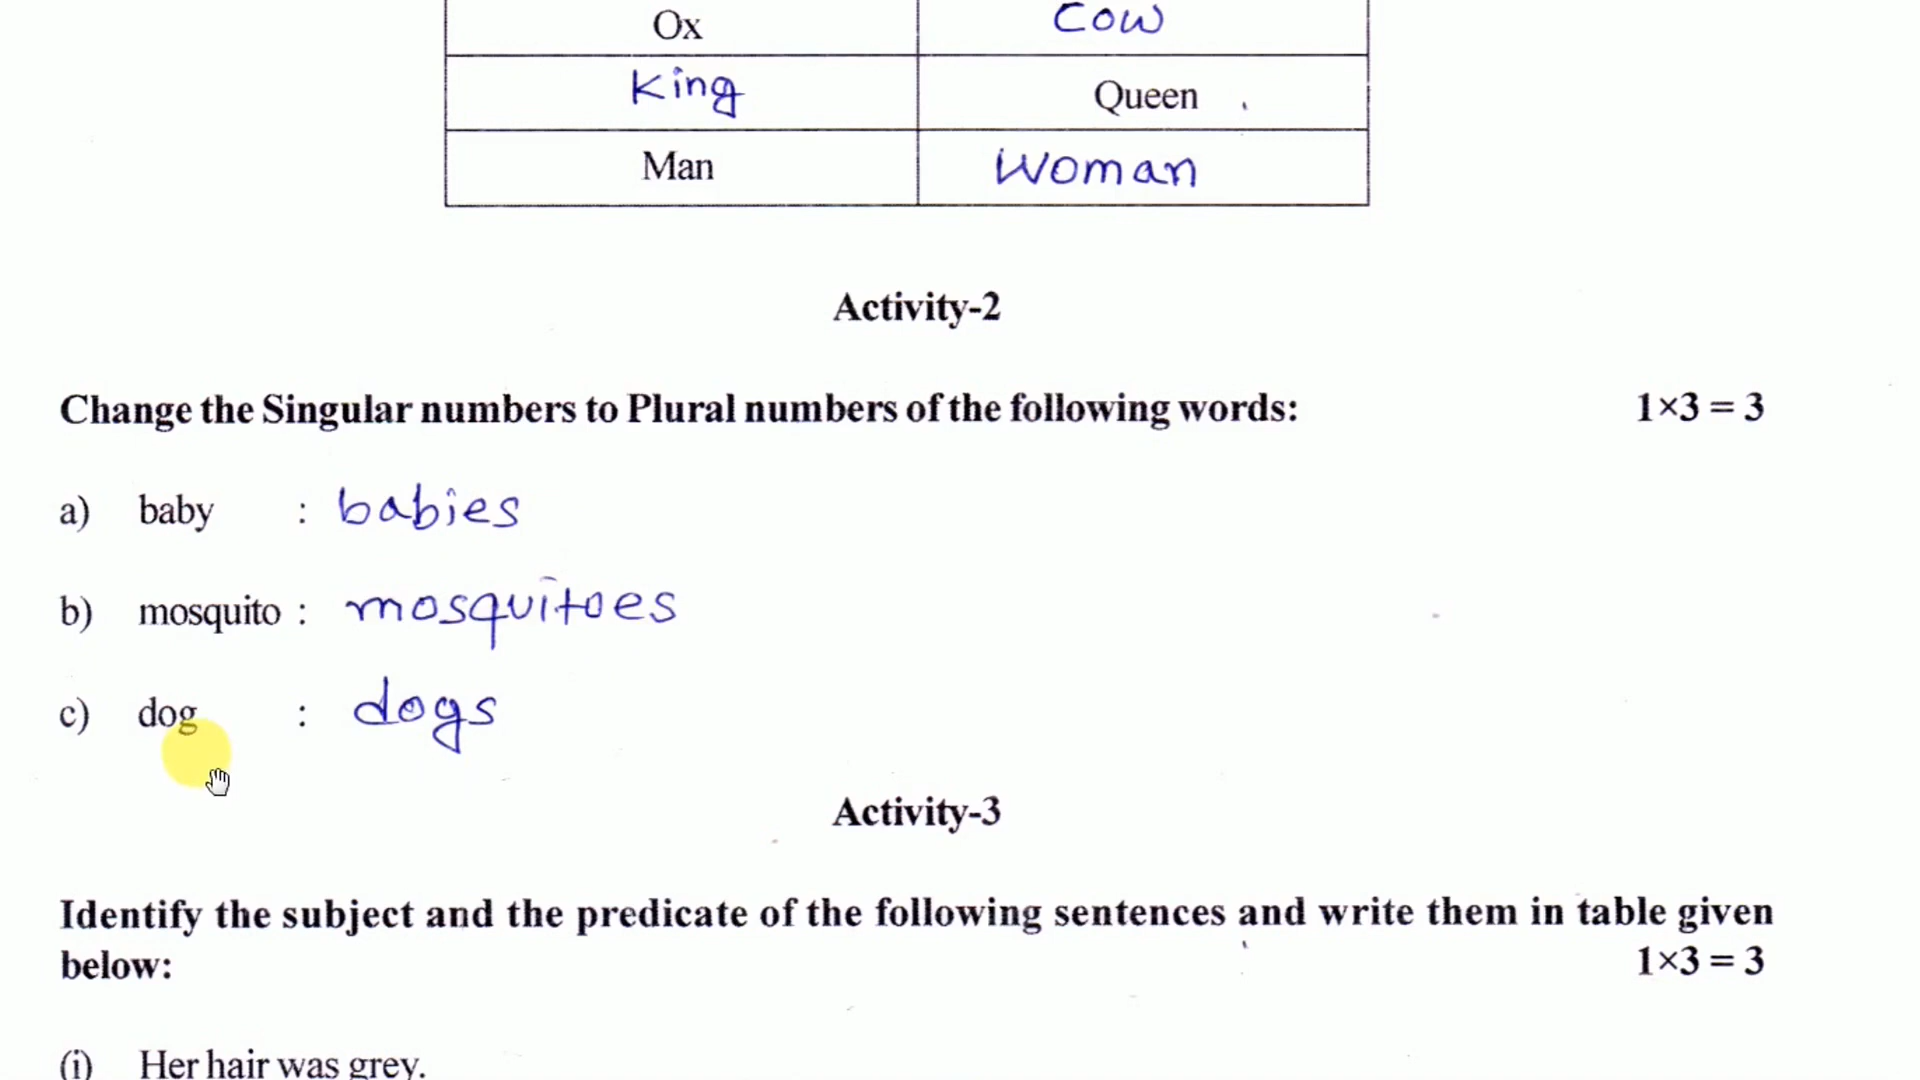 Ox Cow
King Queen
Man Woman
Activity-2
Change the Singular numbers to Plural numbers of the following words: 1×3 = 3
a) baby : babies
b) mosquito : mosquitoes
c) dog : dogs
Activity-3
Identify the subject and the predicate of the following sentences and write them in table given
below: 1×3 = 3
(i) Her hair was grey.